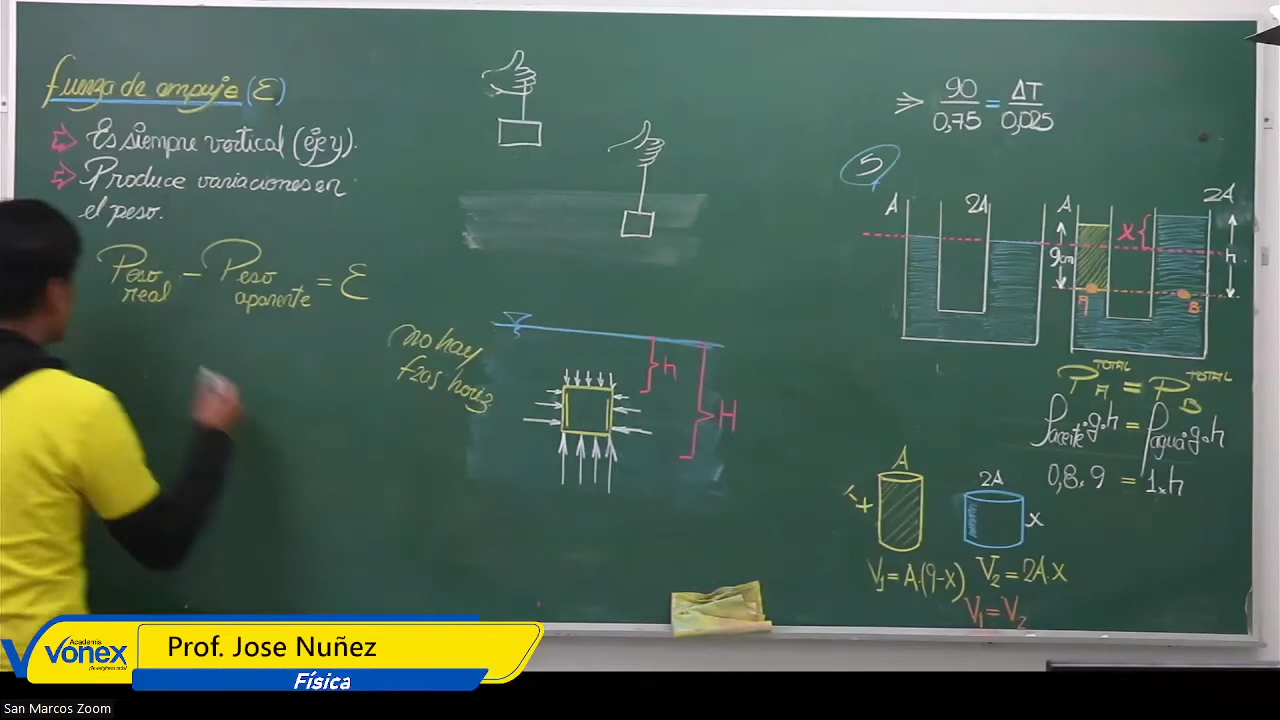 fuerza de empuje (E)
Es siempre vertical (eje y).
Produce variaciones en
el peso.
Peso real - Peso aparente = E
no hay
fzas horiz
h
H
90/0,75 = ΔT/0,025
5
A
2A
A
2A
x
9cm
h
A
B
P_A^TOTAL = P_B^TOTAL
ρaceite.g.h = ρagua.g.h
0,8.9 = 1.h
A
2A
x
V₁=A.(9-x)
V₂=2A.x
V₁=V₂
Academia
vonex
Prof. Jose Nuñez
Física
San Marcos Zoom